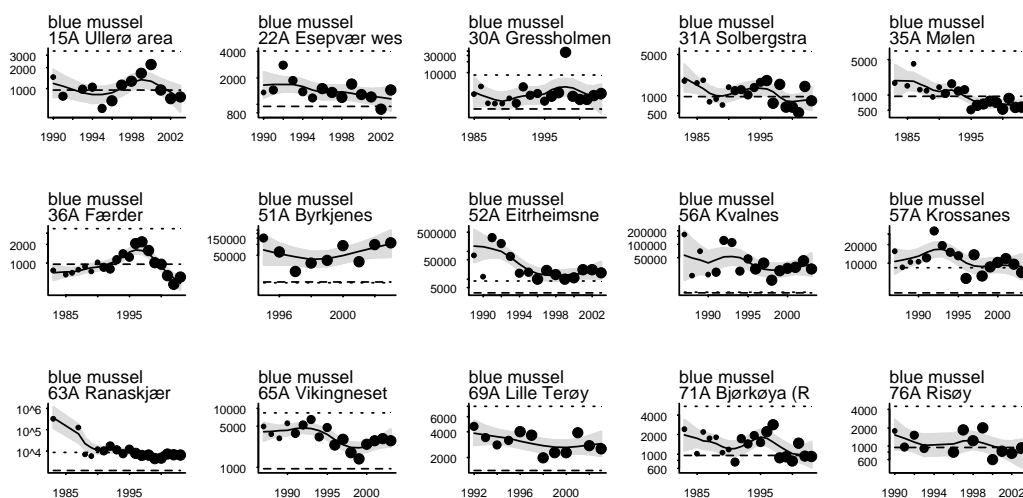 blue mussel
15A Ullerø area
3000
2000
1000
1990
1994
1998
2002
blue mussel
22A Esepvær wes
4000
2000
800
1990
1994
1998
2002
blue mussel
30A Gressholmen
30000
10000
1985
1995
blue mussel
31A Solbergstra
5000
1000
500
1985
1995
blue mussel
35A Mølen
5000
1000
500
1985
1995
blue mussel
36A Færder
2000
1000
1985
1995
blue mussel
51A Byrkjenes
150000
50000
1996
2000
blue mussel
52A Eitrheimsne
500000
50000
5000
1990
1994
1998
2002
blue mussel
56A Kvalnes
200000
100000
50000
1990
1995
2000
blue mussel
57A Krossanes
20000
10000
1990
1995
2000
blue mussel
63A Ranaskjær
10^6
10^5
10^4
1985
1995
blue mussel
65A Vikingneset
10000
5000
1000
1990
1995
2000
blue mussel
69A Lille Terøy
6000
4000
2000
1992
1996
2000
blue mussel
71A Bjørkøya (R
4000
2000
1000
600
1985
1995
blue mussel
76A Risøy
4000
2000
1000
600
1990
1994
1998
2002